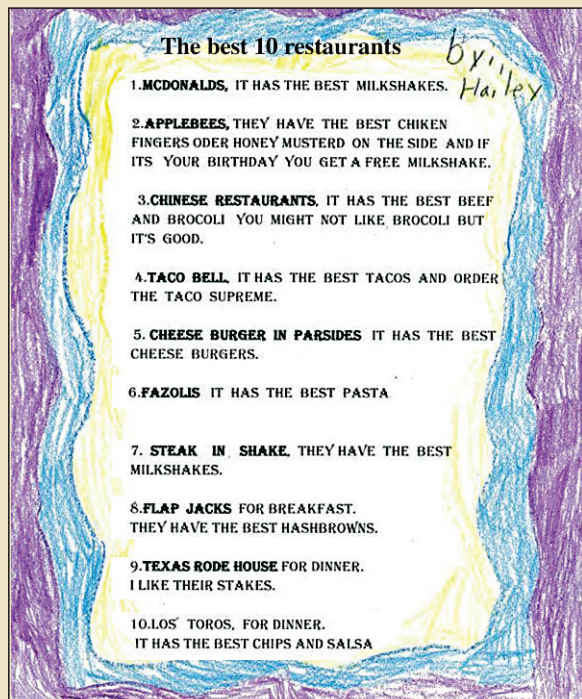 The best 10 restaurants
by: Hailey
1.MCDONALDS, IT HAS THE BEST MILKSHAKES.
2.APPLEBEES, THEY HAVE THE BEST CHIKEN
FINGERS ODER HONEY MUSTERD ON THE SIDE AND IF
ITS YOUR BIRTHDAY YOU GET A FREE MILKSHAKE.
3.CHINESE RESTAURANTS, IT HAS THE BEST BEEF
AND BROCOLI YOU MIGHT NOT LIKE BROCOLI BUT
IT'S GOOD.
4.TACO BELL, IT HAS THE BEST TACOS AND ORDER
THE TACO SUPREME.
5. CHEESE BURGER IN PARSIDES IT HAS THE BEST
CHEESE BURGERS.
6.FAZOLIS IT HAS THE BEST PASTA
7. STEAK IN SHAKE, THEY HAVE THE BEST
MILKSHAKES.
8.FLAP JACKS FOR BREAKFAST.
THEY HAVE THE BEST HASHBROWNS.
9.TEXAS RODE HOUSE FOR DINNER.
I LIKE THEIR STAKES.
10.LOS' TOROS, FOR DINNER.
IT HAS THE BEST CHIPS AND SALSA